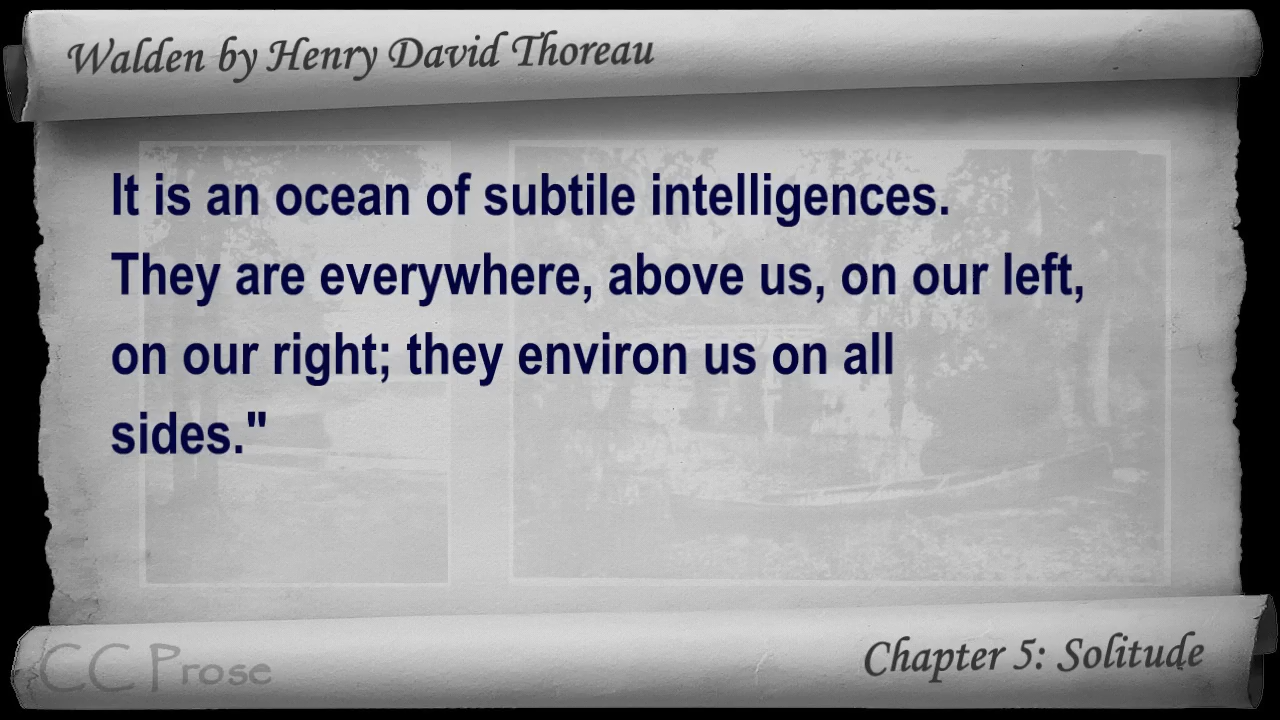 Walden by Henry David Thoreau
It is an ocean of subtile intelligences.
They are everywhere, above us, on our left,
on our right; they environ us on all
sides."
CC Prose
Chapter 5: Solitude